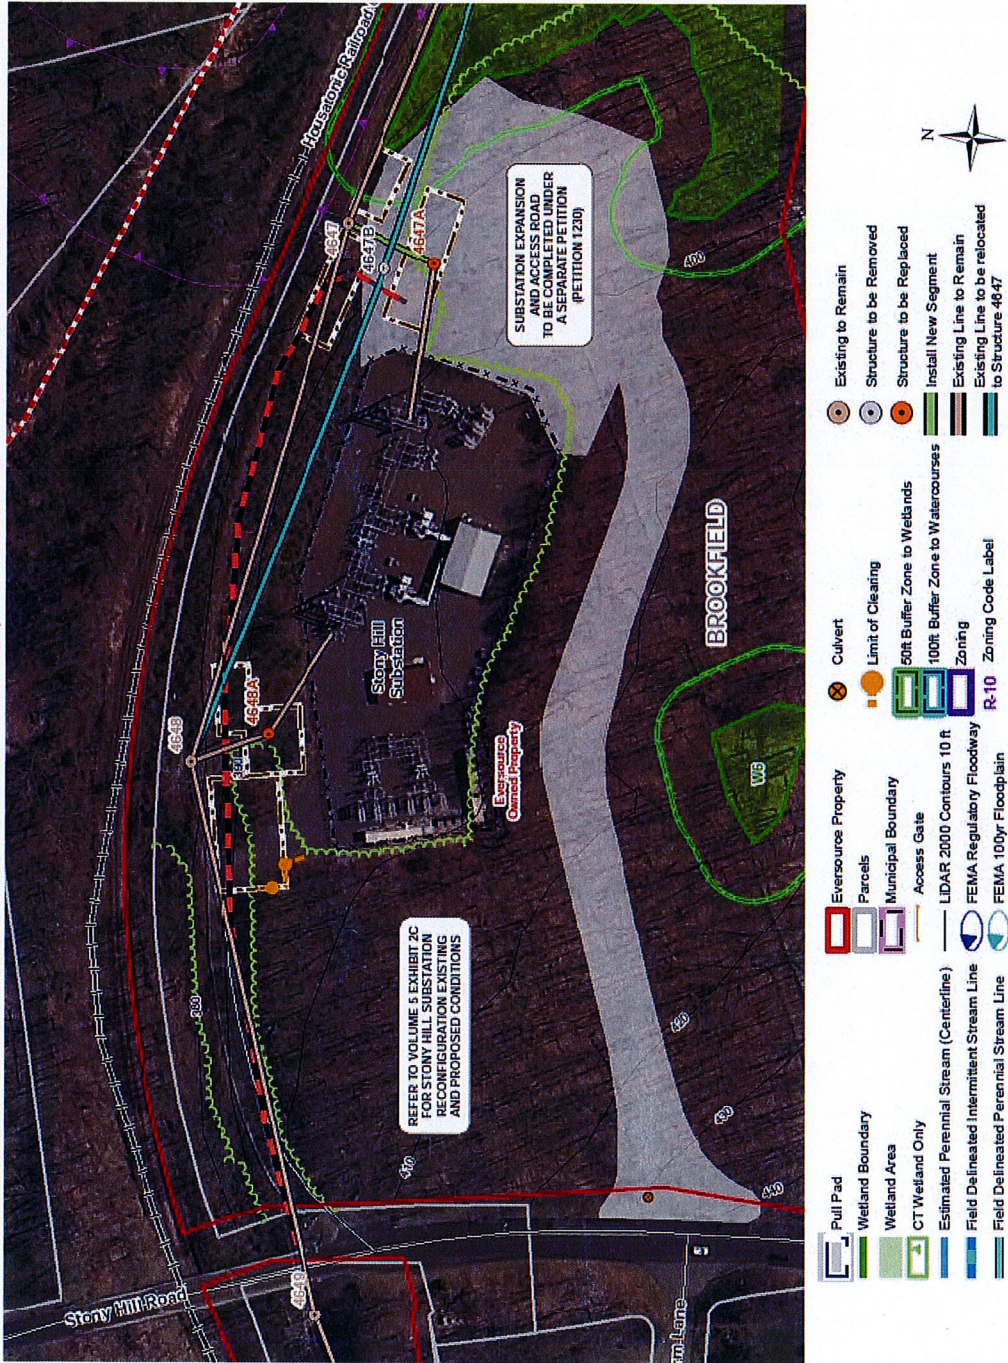 Housatonic Railroad
4647
4647B
4647A
SUBSTATION EXPANSION
AND ACCESS ROAD
TO BE COMPLETED UNDER
A SEPARATE PETITION
(PETITION 1230)
400
4648
4648A
390
Stony Hill
Substation
Eversource
Owned Property
BROOKFIELD
W6
380
REFER TO VOLUME 5 EXHIBIT 2C
FOR STONY HILL SUBSTATION
RECONFIGURATION EXISTING
AND PROPOSED CONDITIONS
410
420
430
440
Stony Hill Road
4649
rm Lane
Pull Pad
Wetland Boundary
Wetland Area
CT Wetland Only
Estimated Perennial Stream (Centerline)
Field Delineated Intermittent Stream Line
Field Delineated Perennial Stream Line
Eversource Property
Parcels
Municipal Boundary
Access Gate
LiDAR 2000 Contours 10 ft
FEMA Regulatory Floodway
FEMA 100yr Floodplain
Culvert
Limit of Clearing
50ft Buffer Zone to Wetlands
100ft Buffer Zone to Watercourses
Zoning
R-10 Zoning Code Label
Existing to Remain
Structure to be Removed
Structure to be Replaced
Install New Segment
Existing Line to Remain
Existing Line to be relocated
to Structure 4647
N